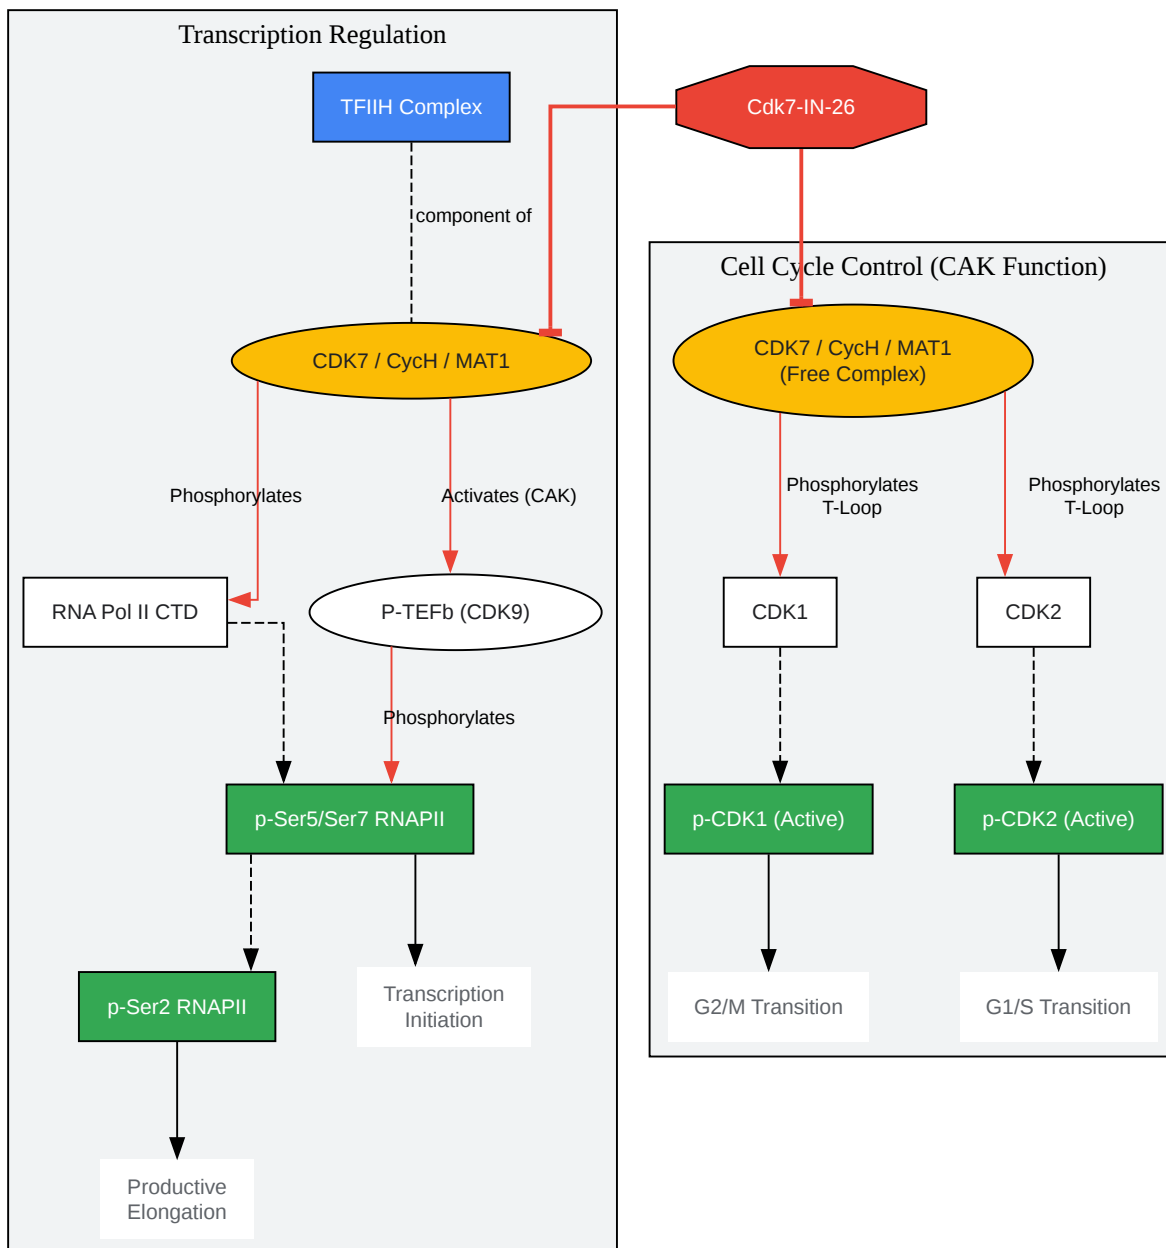 Transcription Regulation
TFIIH Complex
Cdk7-IN-26
component of
Cell Cycle Control (CAK Function)
CDK7 / CycH / MAT1
CDK7 / CycH / MAT1
(Free Complex)
Phosphorylates
Activates (CAK)
Phosphorylates
T-Loop
Phosphorylates
T-Loop
RNA Pol II CTD
P-TEFb (CDK9)
CDK1
CDK2
Phosphorylates
p-Ser5/Ser7 RNAPII
p-CDK1 (Active)
p-CDK2 (Active)
p-Ser2 RNAPII
Transcription
Initiation
G2/M Transition
G1/S Transition
Productive
Elongation